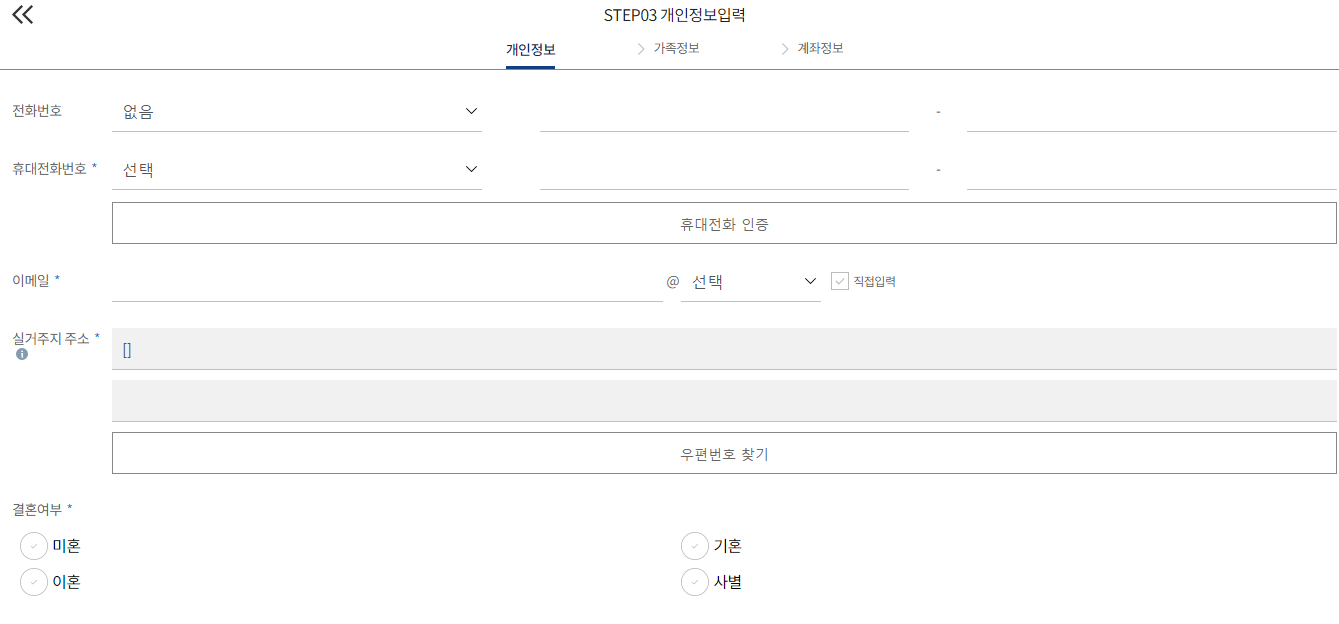 STEP03 개인정보입력
개인정보 가족정보 계좌정보
전화번호 없음 -
휴대전화번호 * 선택 -
휴대전화 인증
이메일 * @ 선택 직접입력
실거주지 주소 *
[]
우편번호 찾기
결혼여부 *
미혼 기혼
이혼 사별